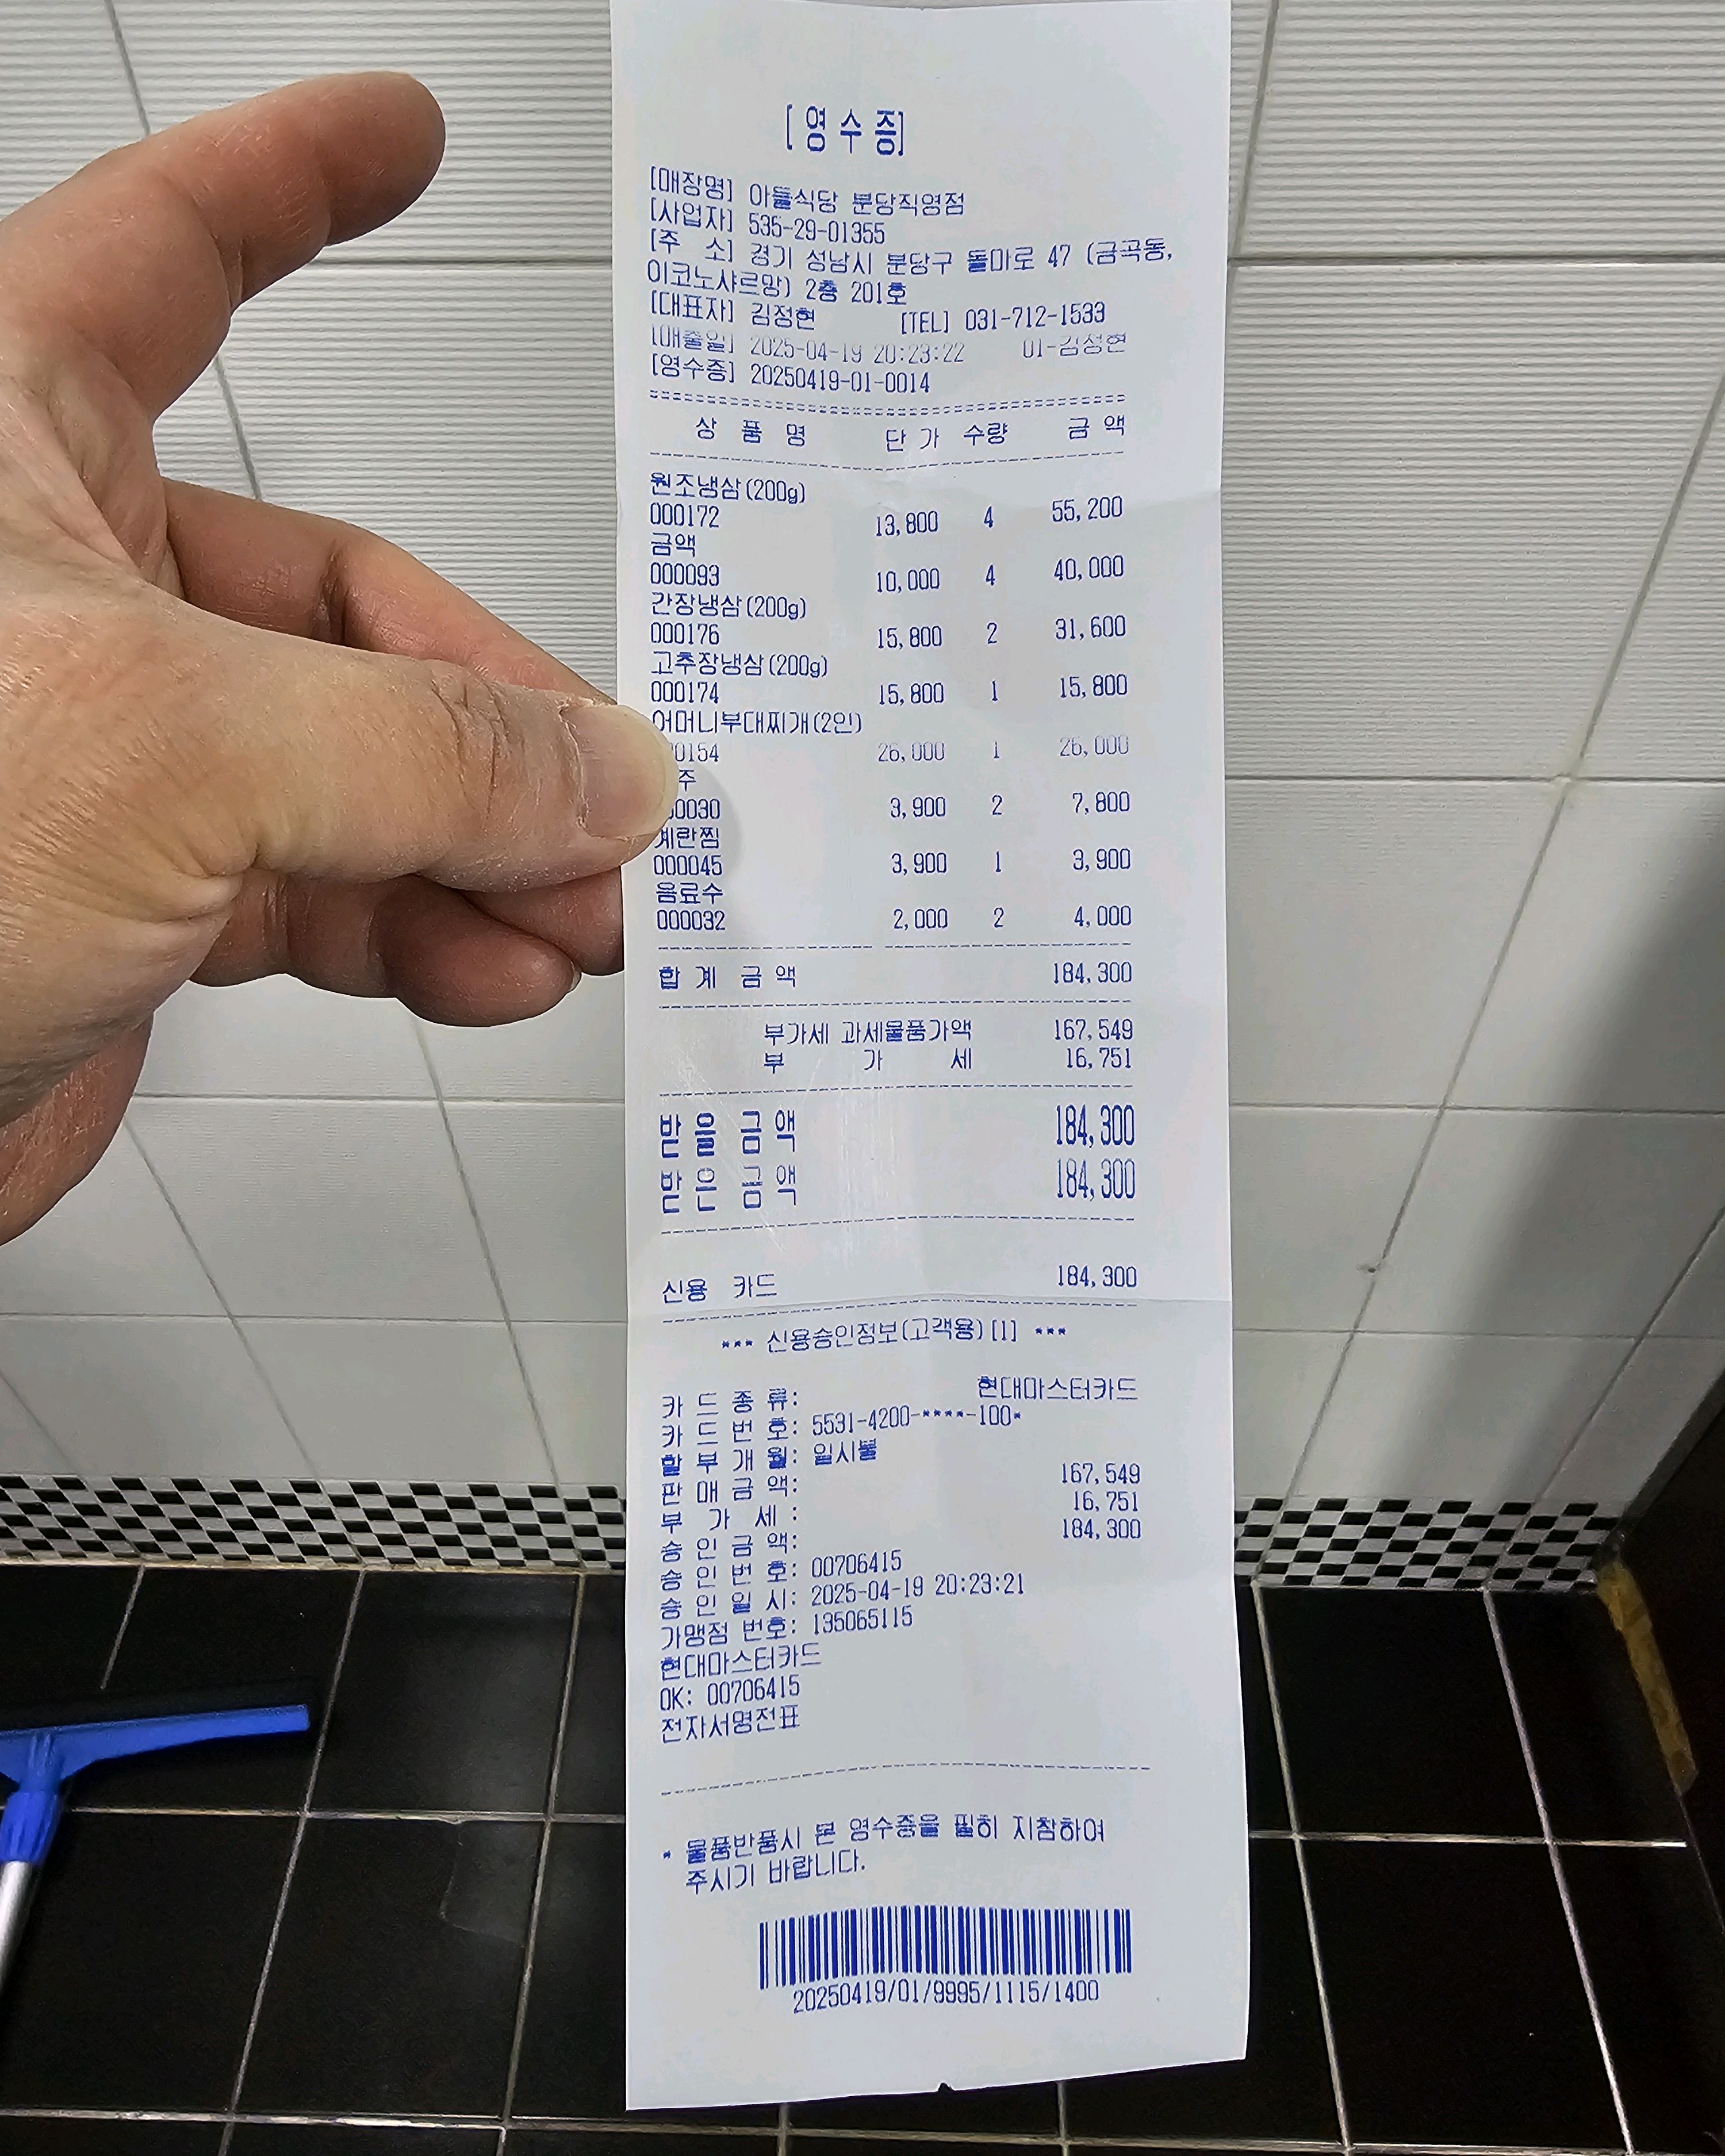 [영수증]
[매장명] 아들식당 분당직영점
[사업자] 535-29-01355
[주 소] 경기 성남시 분당구 돌마로 47 (금곡동,
이코노샤르망) 2층 201호
[대표자] 김정현 [TEL] 031-712-1533
[매출일] 2025-04-19 20:23:22 01-김정현
[영수증] 20250419-01-0014
상 품 명 단 가 수량 금 액
원조냉삼(200g)
000172 13,800 4 55,200
금액
000093 10,000 4 40,000
간장냉삼(200g)
000176 15,800 2 31,600
고추장냉삼(200g)
000174 15,800 1 15,800
어머니부대찌개(2인)
0154 26,000 1 26,000
주
0030 3,900 2 7,800
계란찜
000045 3,900 1 3,900
음료수
000032 2,000 2 4,000
합 계 금 액 184,300
부가세 과세물품가액 167,549
부 가 세 16,751
받 을 금 액 184,300
받 은 금 액 184,300
신용 카드 184,300
*** 신용승인정보(고객용)[1] ***
카 드 종 류: 현대마스터카드
카 드 번 호: 5531-4200-****-100*
할 부 개 월: 일시불
판 매 금 액: 167,549
부 가 세 : 16,751
승 인 금 액: 184,300
승 인 번 호: 00706415
승 인 일 시: 2025-04-19 20:23:21
가맹점 번호: 135065115
현대마스터카드
OK: 00706415
전자서명전표
* 물품반품시 본 영수증을 필히 지참하여
주시기 바랍니다.
20250419/01/9995/1115/1400